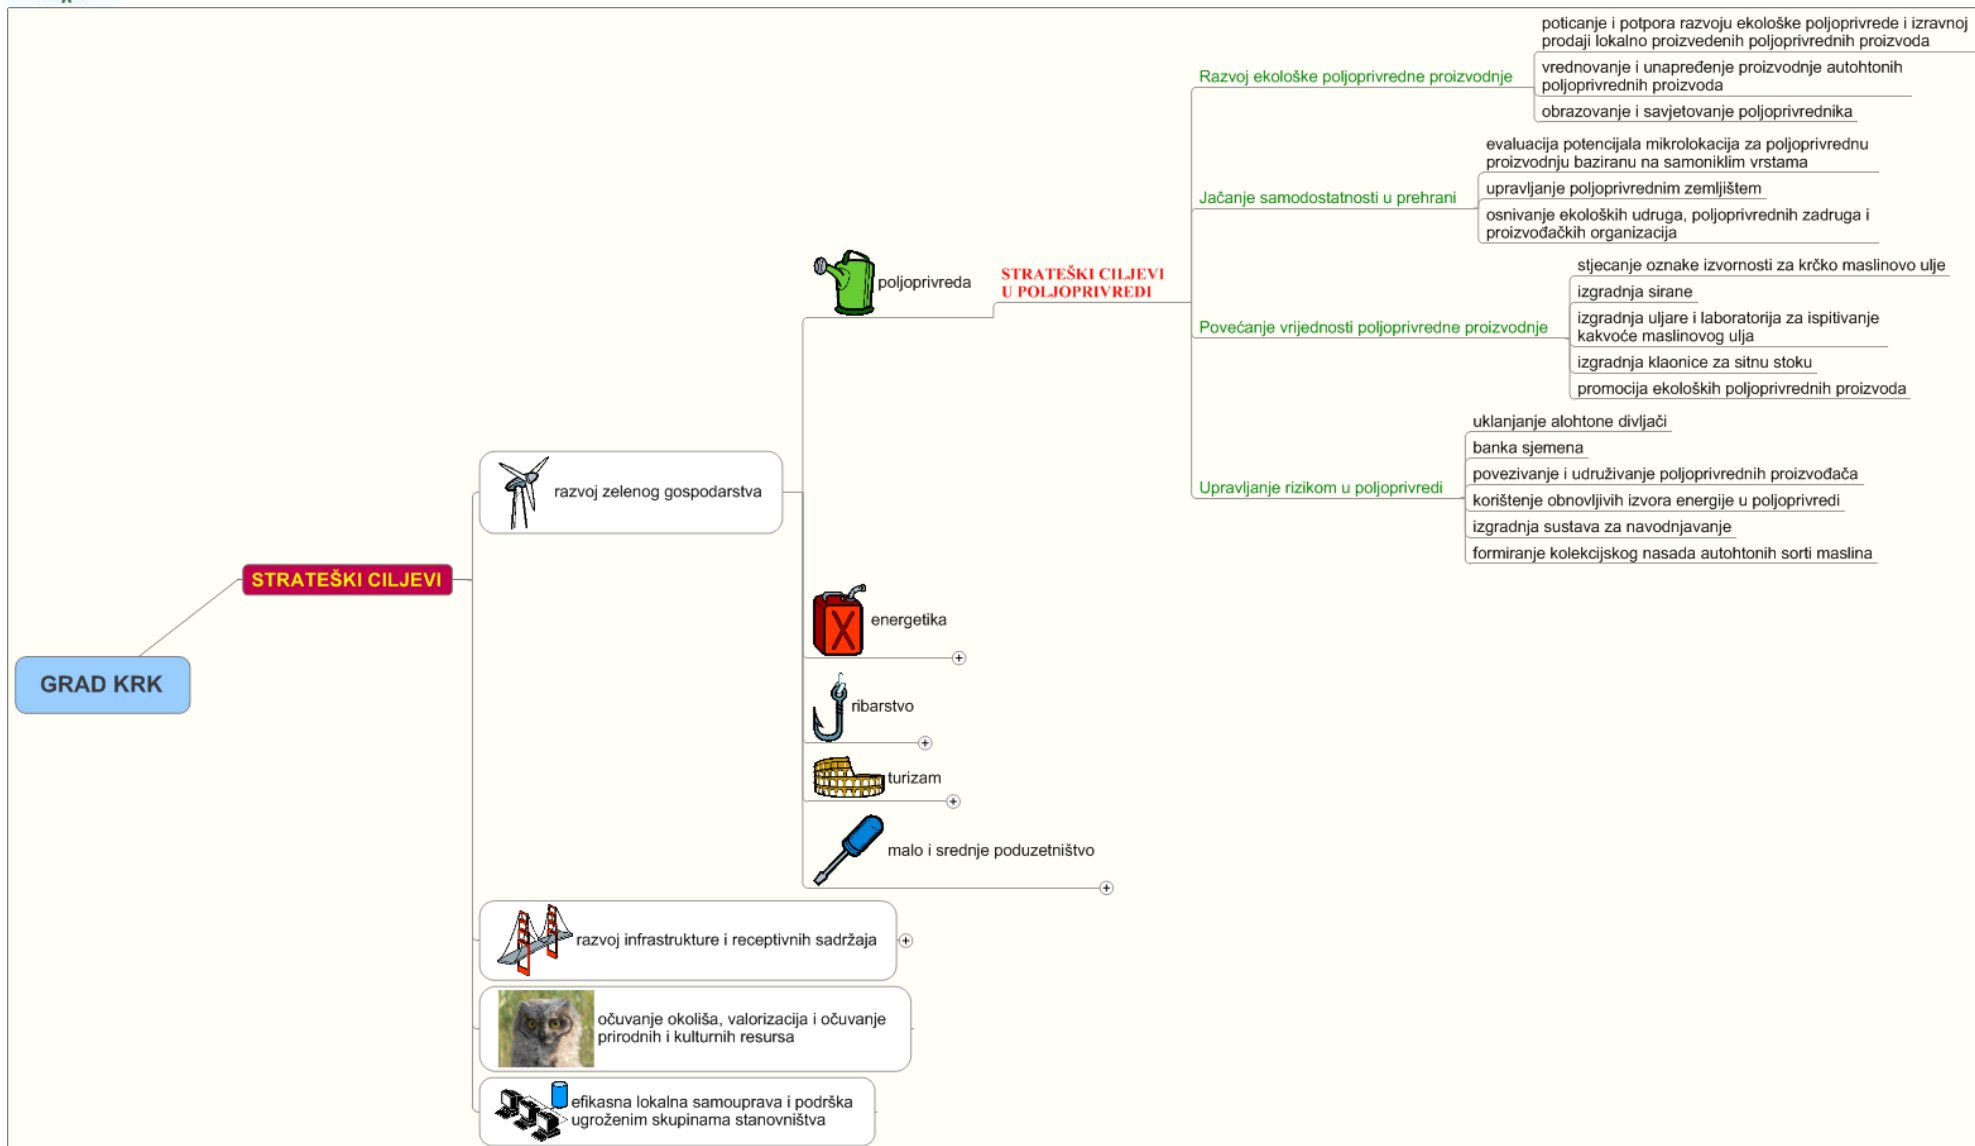 GRAD KRK
STRATEŠKI CILJEVI
razvoj zelenog gospodarstva
poljoprivreda
STRATEŠKI CILJEVI
U POLJOPRIVREDI
Razvoj ekološke poljoprivredne proizvodnje
poticanje i potpora razvoju ekološke poljoprivrede i izravnoj
prodaji lokalno proizvedenih poljoprivrednih proizvoda
vrednovanje i unapređenje proizvodnje autohtonih
poljoprivrednih proizvoda
obrazovanje i savjetovanje poljoprivrednika
Jačanje samodostatnosti u prehrani
evaluacija potencijala mikrolokacija za poljoprivrednu
proizvodnju baziranu na samoniklim vrstama
upravljanje poljoprivrednim zemljištem
osnivanje ekoloških udruga, poljoprivrednih zadruga i
proizvođačkih organizacija
Povećanje vrijednosti poljoprivredne proizvodnje
stjecanje oznake izvornosti za krčko maslinovo ulje
izgradnja sirane
izgradnja uljare i laboratorija za ispitivanje
kakvoće maslinovog ulja
izgradnja klaonice za sitnu stoku
promocija ekoloških poljoprivrednih proizvoda
Upravljanje rizikom u poljoprivredi
uklanjanje alohtone divljači
banka sjemena
povezivanje i udruživanje poljoprivrednih proizvođača
korištenje obnovljivih izvora energije u poljoprivredi
izgradnja sustava za navodnjavanje
formiranje kolekcijskog nasada autohtonih sorti maslina
energetika
ribarstvo
turizam
malo i srednje poduzetništvo
razvoj infrastrukture i receptivnih sadržaja
očuvanje okoliša, valorizacija i očuvanje
prirodnih i kulturnih resursa
efikasna lokalna samouprava i podrška
ugroženim skupinama stanovništva